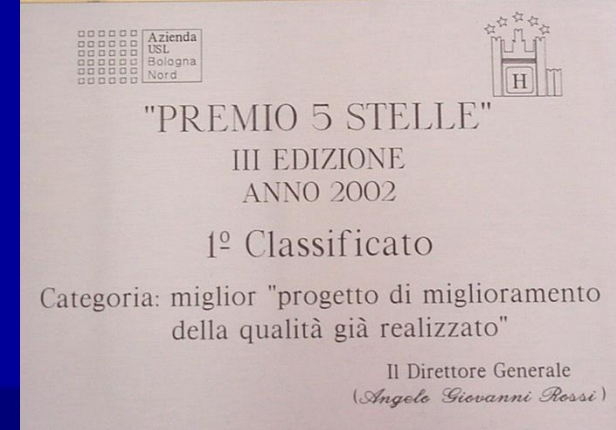 Azienda
USL
Bologna
Nord
H
"PREMIO 5 STELLE"
III EDIZIONE
ANNO 2002
1º Classificato
Categoria: miglior "progetto di miglioramento
della qualità già realizzato"
Il Direttore Generale
(Angelo Giovanni Rossi)